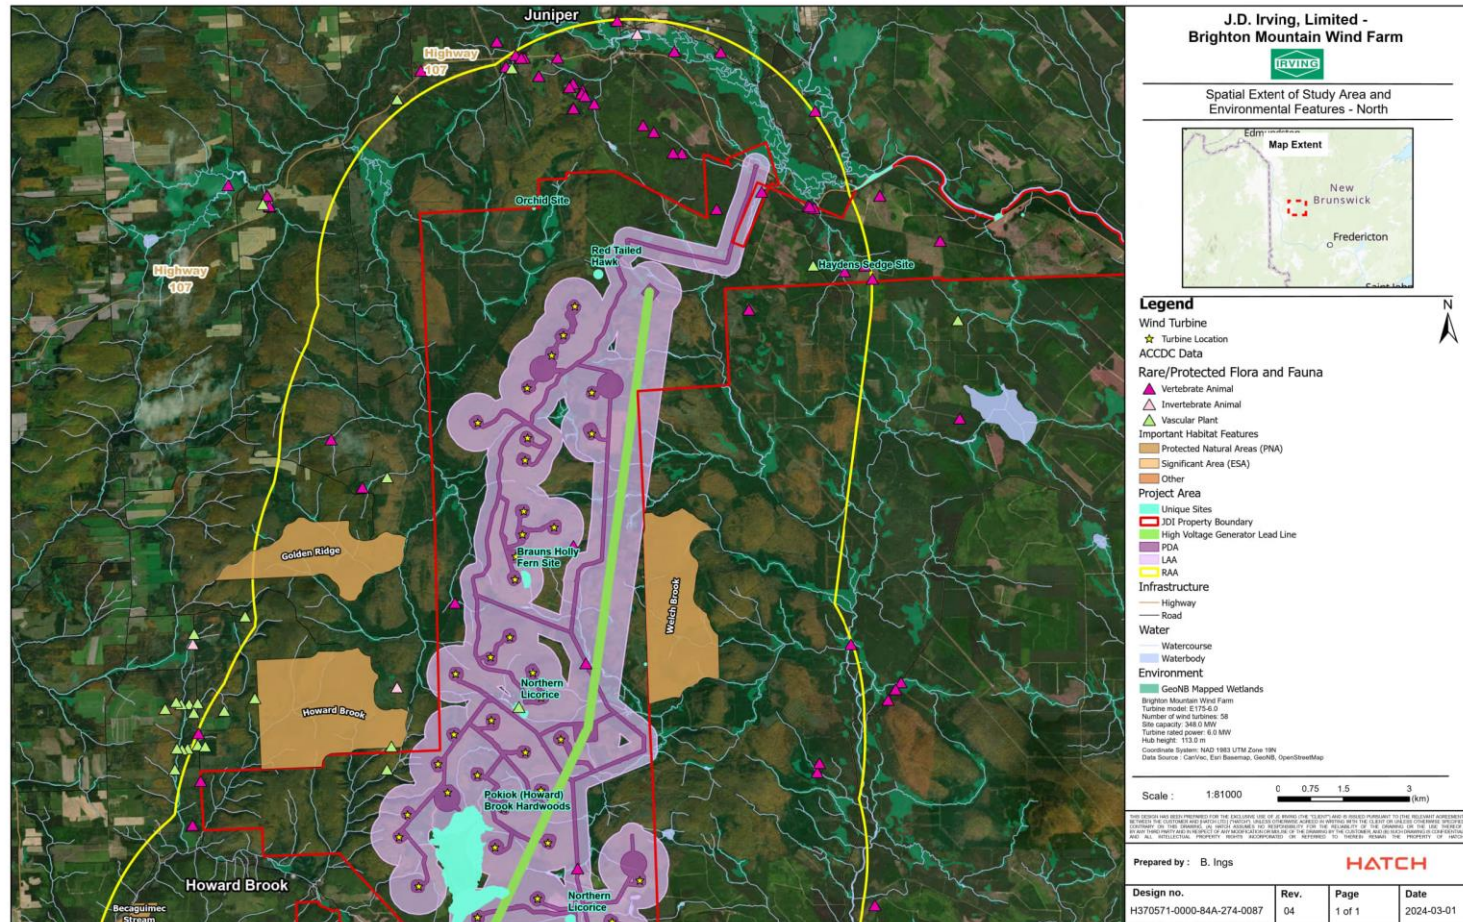 Juniper
Highway
107
Orchid Site
Red Tailed
Hawk
Haydens Sedge Site
Highway
107
Golden Ridge
Brauns Holly
Fern Site
Welch Brook
Northern
Licorice
Howard Brook
Pokiok (Howard)
Brook Hardwoods
Howard Brook
Northern
Licorice
Becaguimec
Stream
J.D. Irving, Limited -
Brighton Mountain Wind Farm
IRVING
Spatial Extent of Study Area and
Environmental Features - North
Map Extent
New
Brunswick
Fredericton
Legend
N
Wind Turbine
Turbine Location
ACCDC Data
Rare/Protected Flora and Fauna
Vertebrate Animal
Invertebrate Animal
Vascular Plant
Important Habitat Features
Protected Natural Areas (PNA)
Significant Area (ESA)
Other
Project Area
Unique Sites
JDI Property Boundary
High Voltage Generator Lead Line
PDA
LAA
RAA
Infrastructure
Highway
Road
Water
Watercourse
Waterbody
Environment
GeoNB Mapped Wetlands
Brighton Mountain Wind Farm
Turbine model: E175-6.0
Number of wind turbines: 58
Site capacity: 348.0 MW
Turbine rated power: 6.0 MW
Hub height: 113.0 m
Coordinate System: NAD 1983 UTM Zone 19N
Data Source : CanVec, Esri Basemap, GeoNB, OpenStreetMap
Scale : 1:81000
0 0.75 1.5 3
(km)
Prepared by : B. Ings
HATCH
Design no. Rev. Page Date
H370571-0000-84A-274-0087 04 1 of 1 2024-03-01